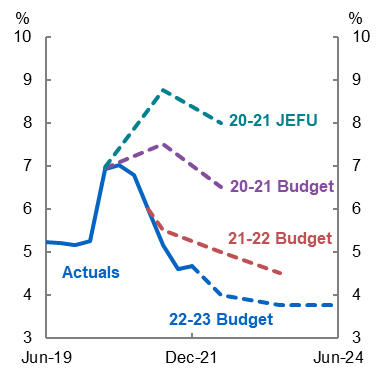 % %
10 10
9 9
8 8
20-21 JEFU
7 7
20-21 Budget
6 6
21-22 Budget
5 5
Actuals
4 4
22-23 Budget
3 3
Jun-19 Dec-21 Jun-24